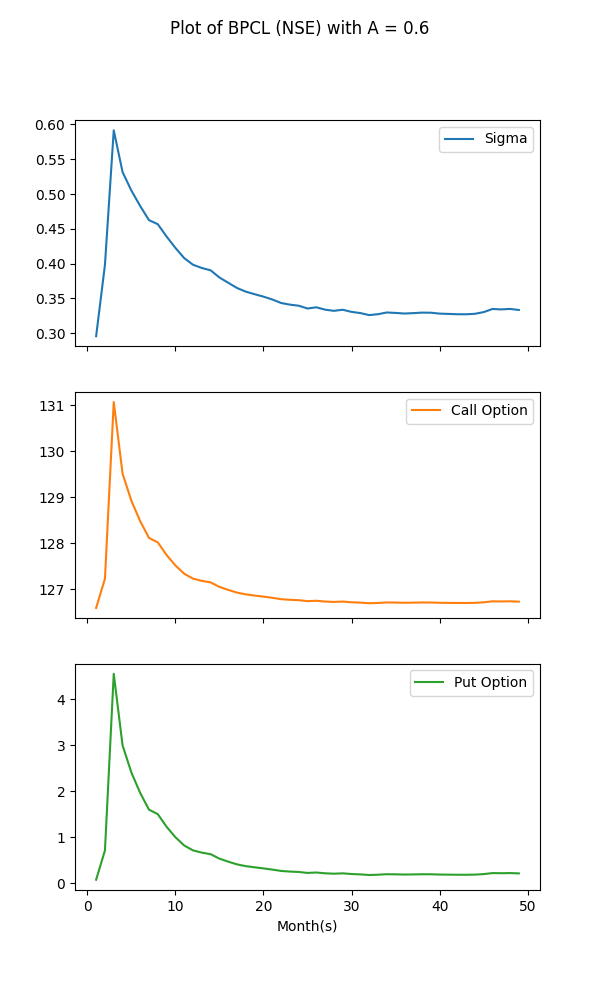 Plot of BPCL (NSE) with A = 0.6
0.60
0.55
0.50
0.45
0.40
0.35
0.30
Sigma
131
130
129
128
127
Call Option
4
3
2
1
0
Put Option
0 10 20 30 40 50
Month(s)